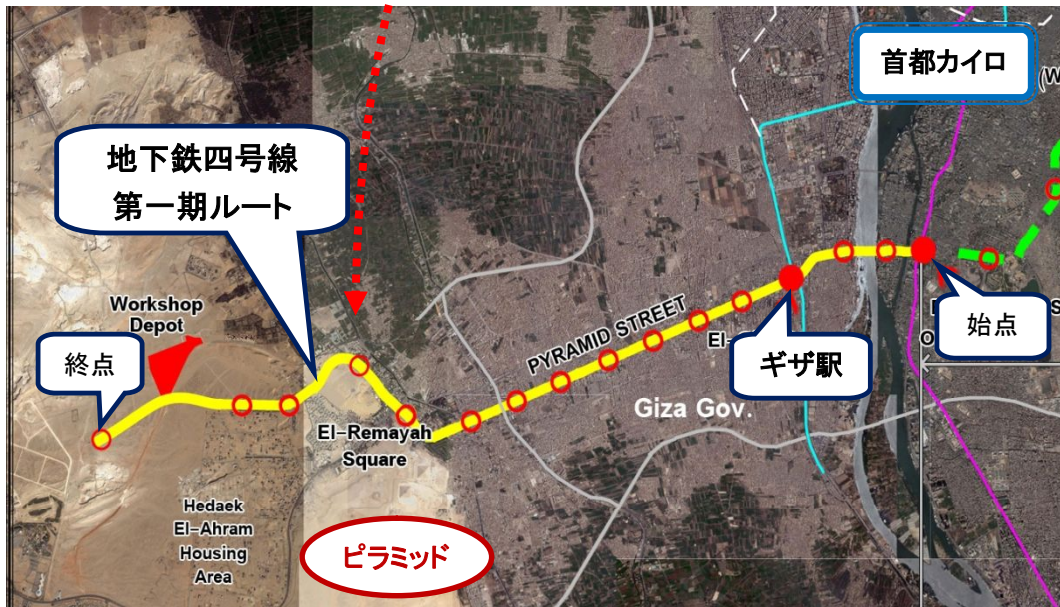 首都カイロ
(W
地下鉄四号線
第一期ルート
Workshop
Depot
終点
PYRAMID STREET
El-
ギザ駅
始点
O
S
Giza Gov.
El-Remayah
Square
Hedaek
El-Ahram
Housing
Area
ピラミッド